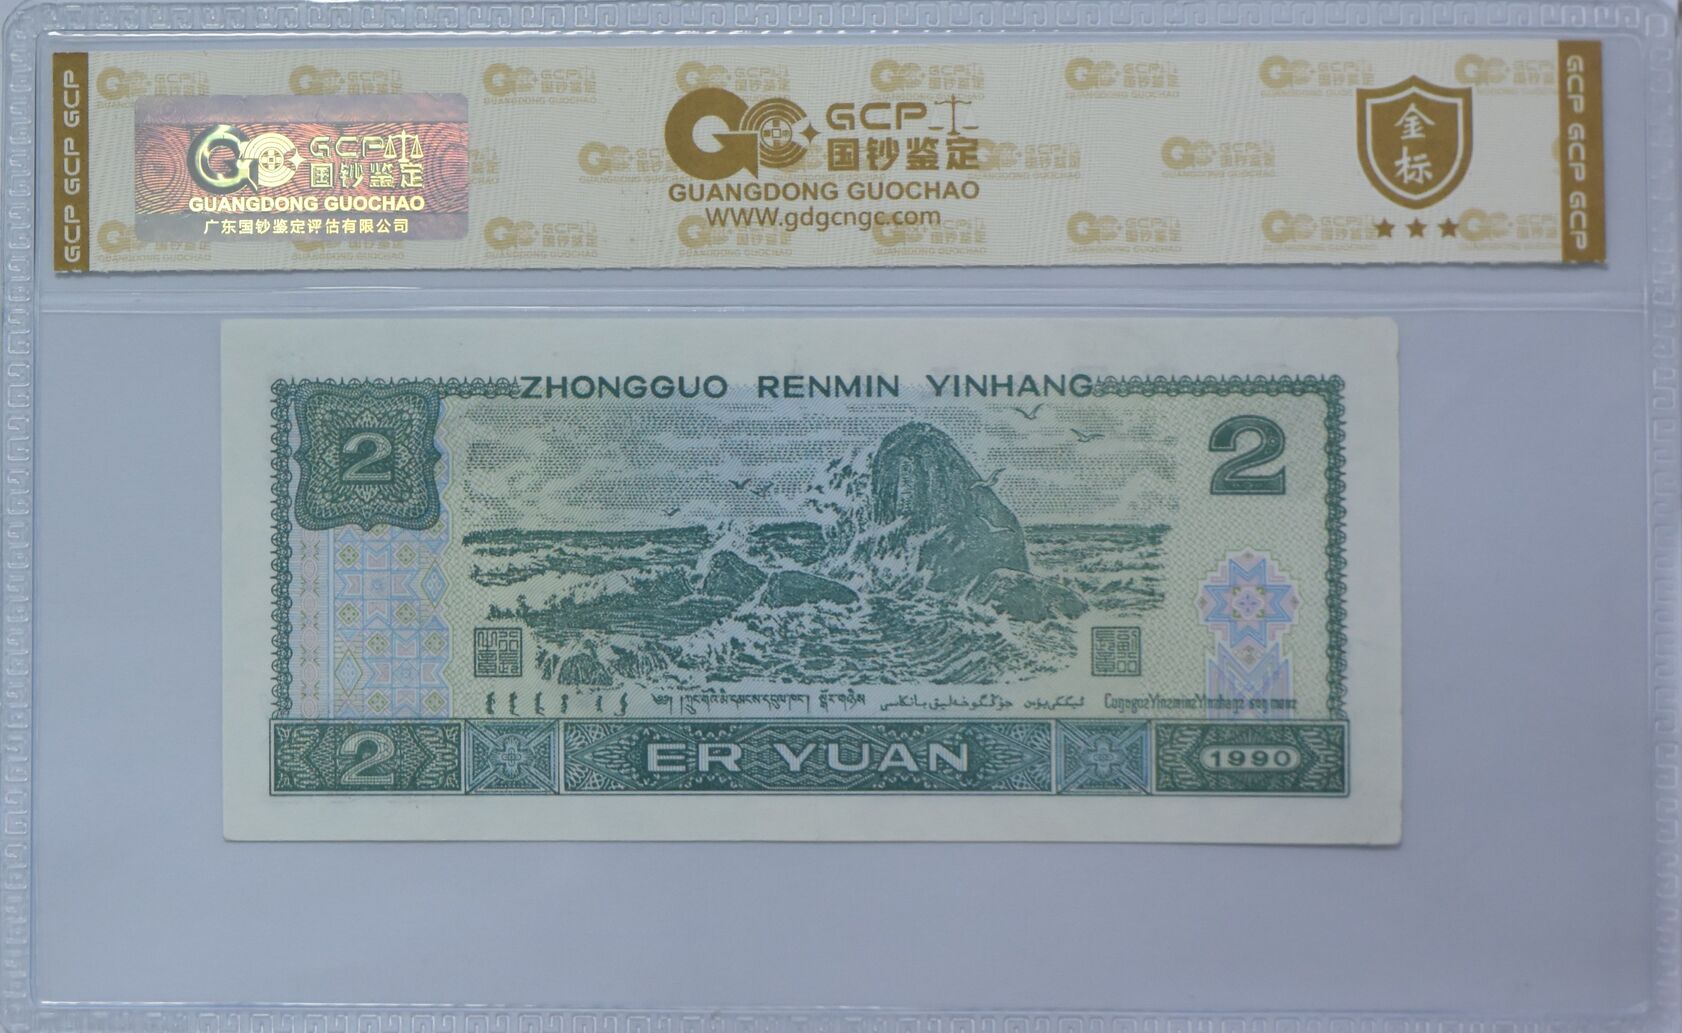 GCP GCP GCP
GCP
国钞鉴定
GUANGDONG GUOCHAO
广东国钞鉴定评估有限公司
GCP
国钞鉴定
GUANGDONG GUOCHAO
WWW.gdgcngc.com
金
标
GCP GCP GCP
ZHONGGUO RENMIN YINHANG
2
2
2
ER YUAN
1990